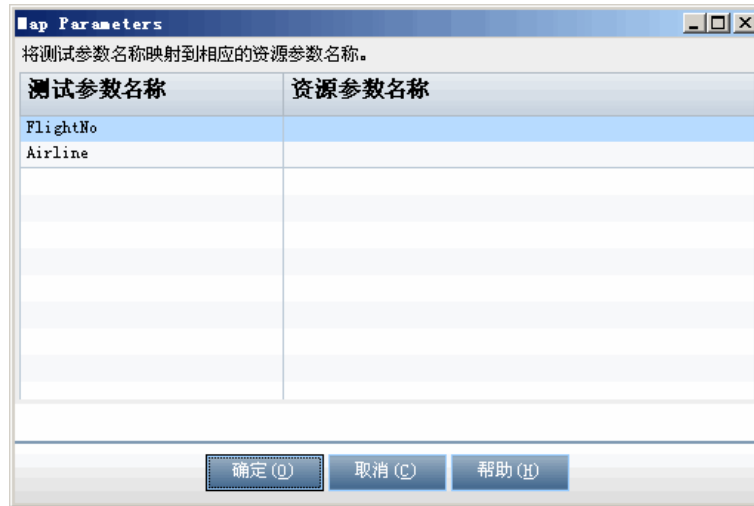 Map Parameters
将测试参数名称映射到相应的资源参数名称。
测试参数名称 资源参数名称
FlightNo
Airline
确定(O) 取消(C) 帮助(H)